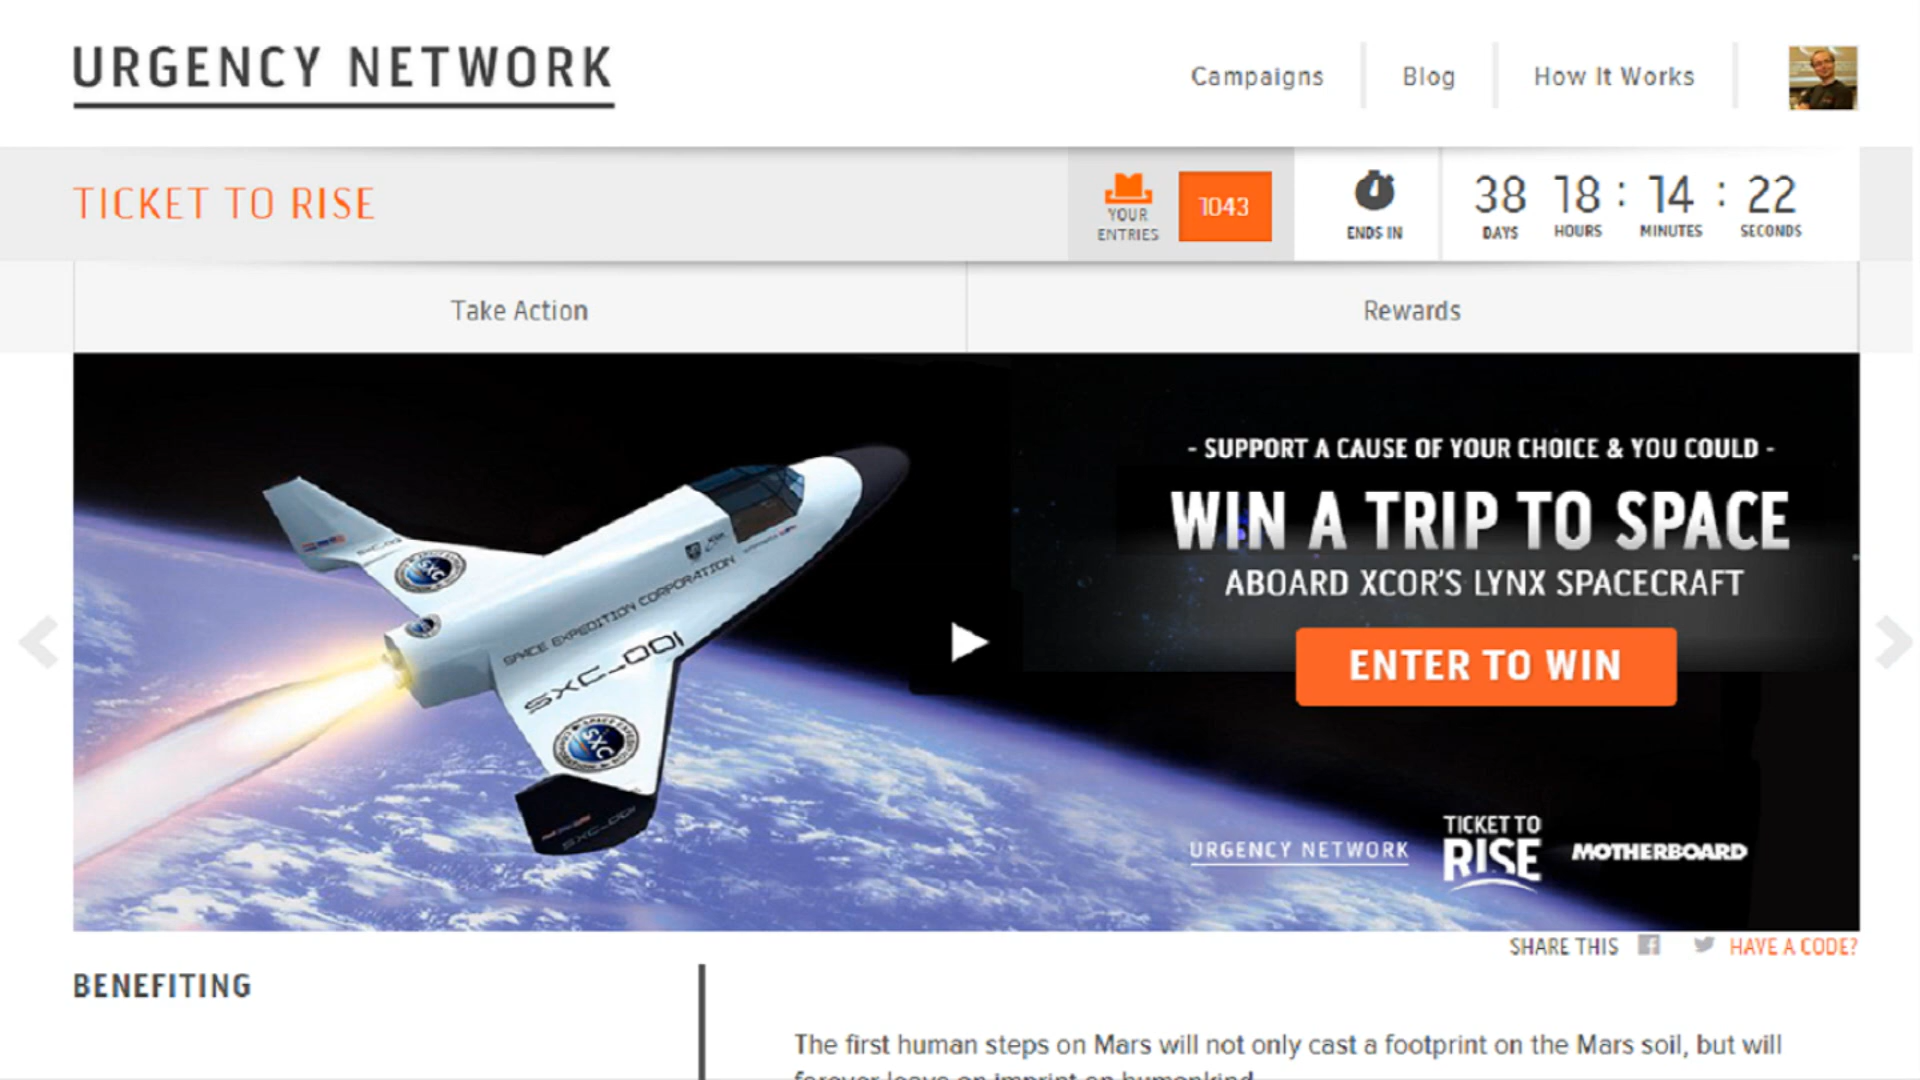 URGENCY NETWORK
Campaigns
Blog
How It Works
TICKET TO RISE
YOUR
ENTRIES
1043
ENDS IN
38 18 : 14 : 22
DAYS HOURS MINUTES SECONDS
Take Action
Rewards
- SUPPORT A CAUSE OF YOUR CHOICE & YOU COULD -
WIN A TRIP TO SPACE
ABOARD XCOR'S LYNX SPACECRAFT
ENTER TO WIN
SXC
SPACE EXPEDITION CORPORATION
SXC_001
SXC
SXC_001
URGENCY NETWORK
TICKET TO
RISE
MOTHERBOARD
SHARE THIS
HAVE A CODE?
BENEFITING
The first human steps on Mars will not only cast a footprint on the Mars soil, but will